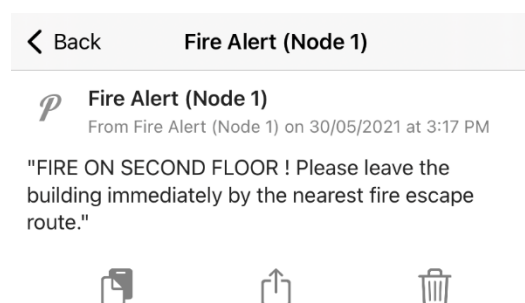 Back
Fire Alert (Node 1)
Fire Alert (Node 1)
From Fire Alert (Node 1) on 30/05/2021 at 3:17 PM
"FIRE ON SECOND FLOOR ! Please leave the
building immediately by the nearest fire escape
route."